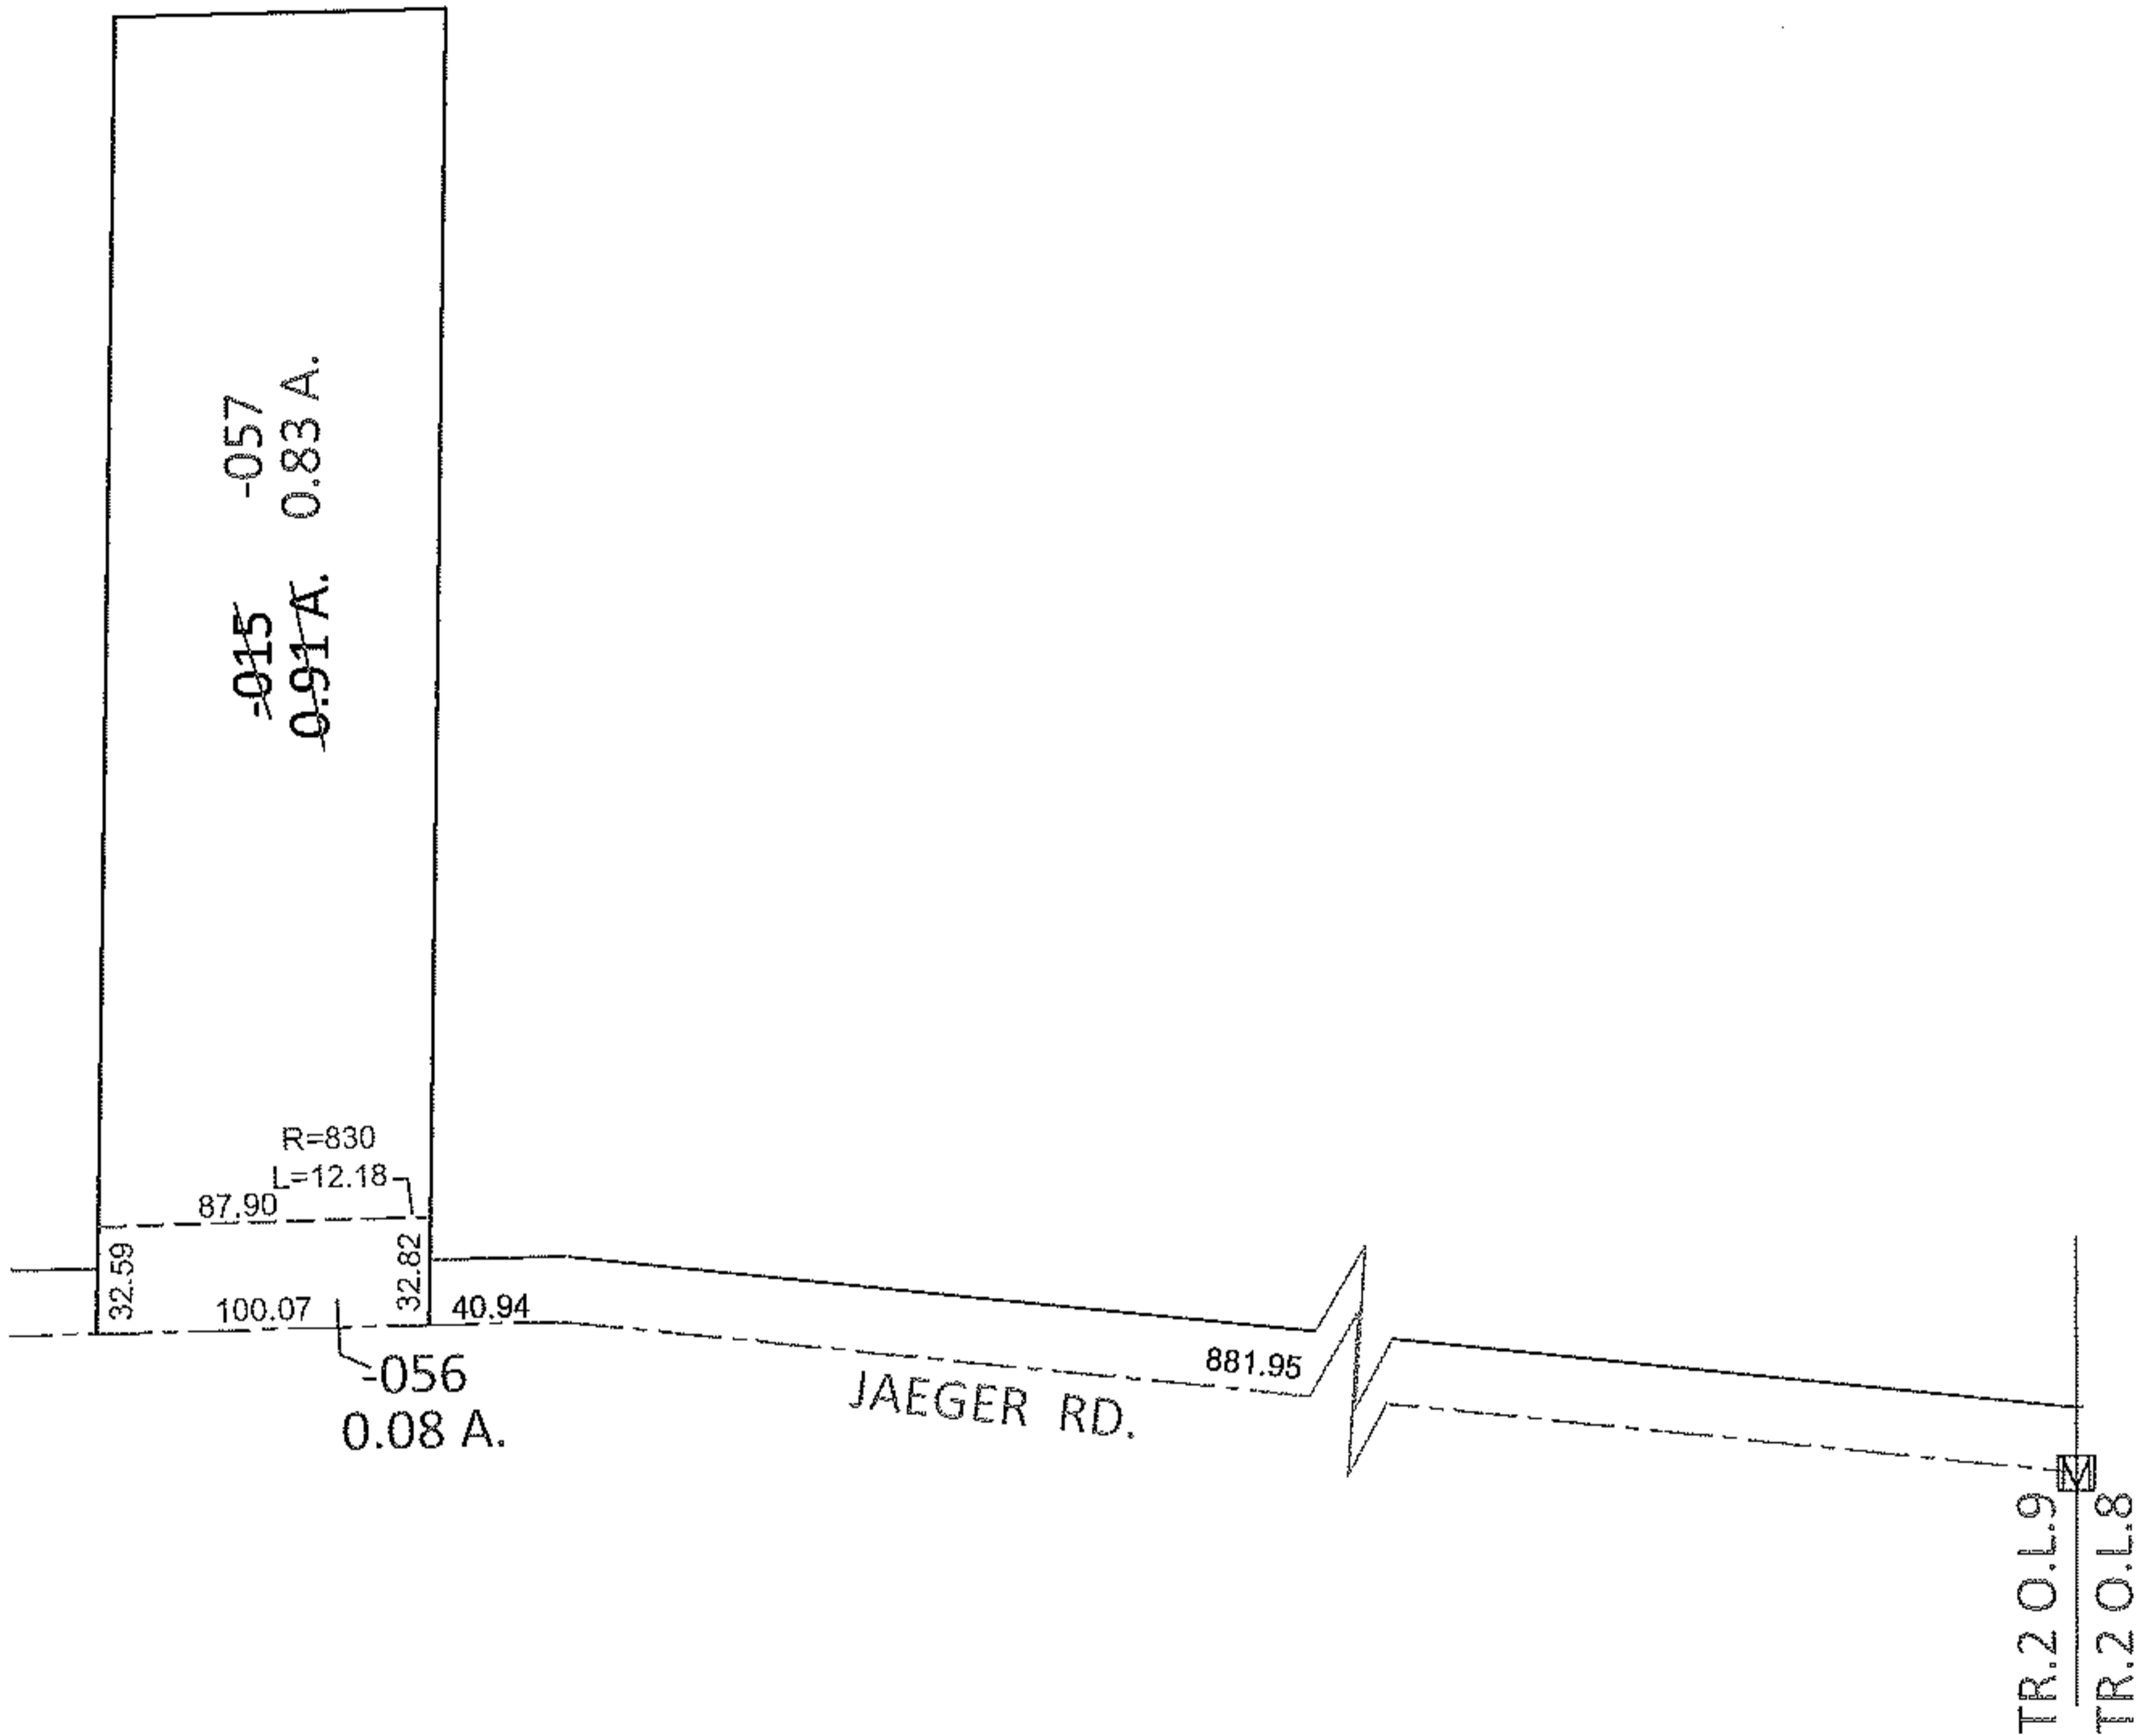 -015 -057
0.91 A. 0.83 A.
R=830
L=12.18
87.90
32.59
32.82
100.07
40.94
881.95
-056
0.08 A.
JAEGER RD.
M
TR.2 O.L.9
TR.2 O.L.8